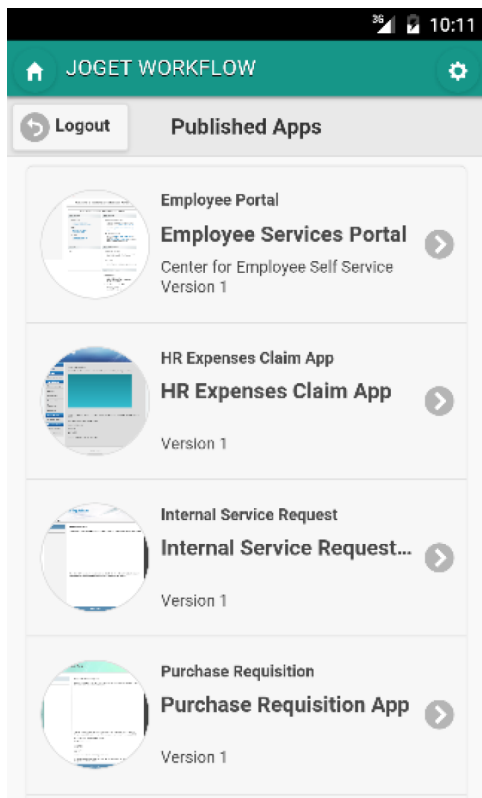 3G 10:11
JOGET WORKFLOW
Logout Published Apps
Employee Portal
Employee Services Portal
Center for Employee Self Service
Version 1
HR Expenses Claim App
HR Expenses Claim App
Version 1
Internal Service Request
Internal Service Request...
Version 1
Purchase Requisition
Purchase Requisition App
Version 1